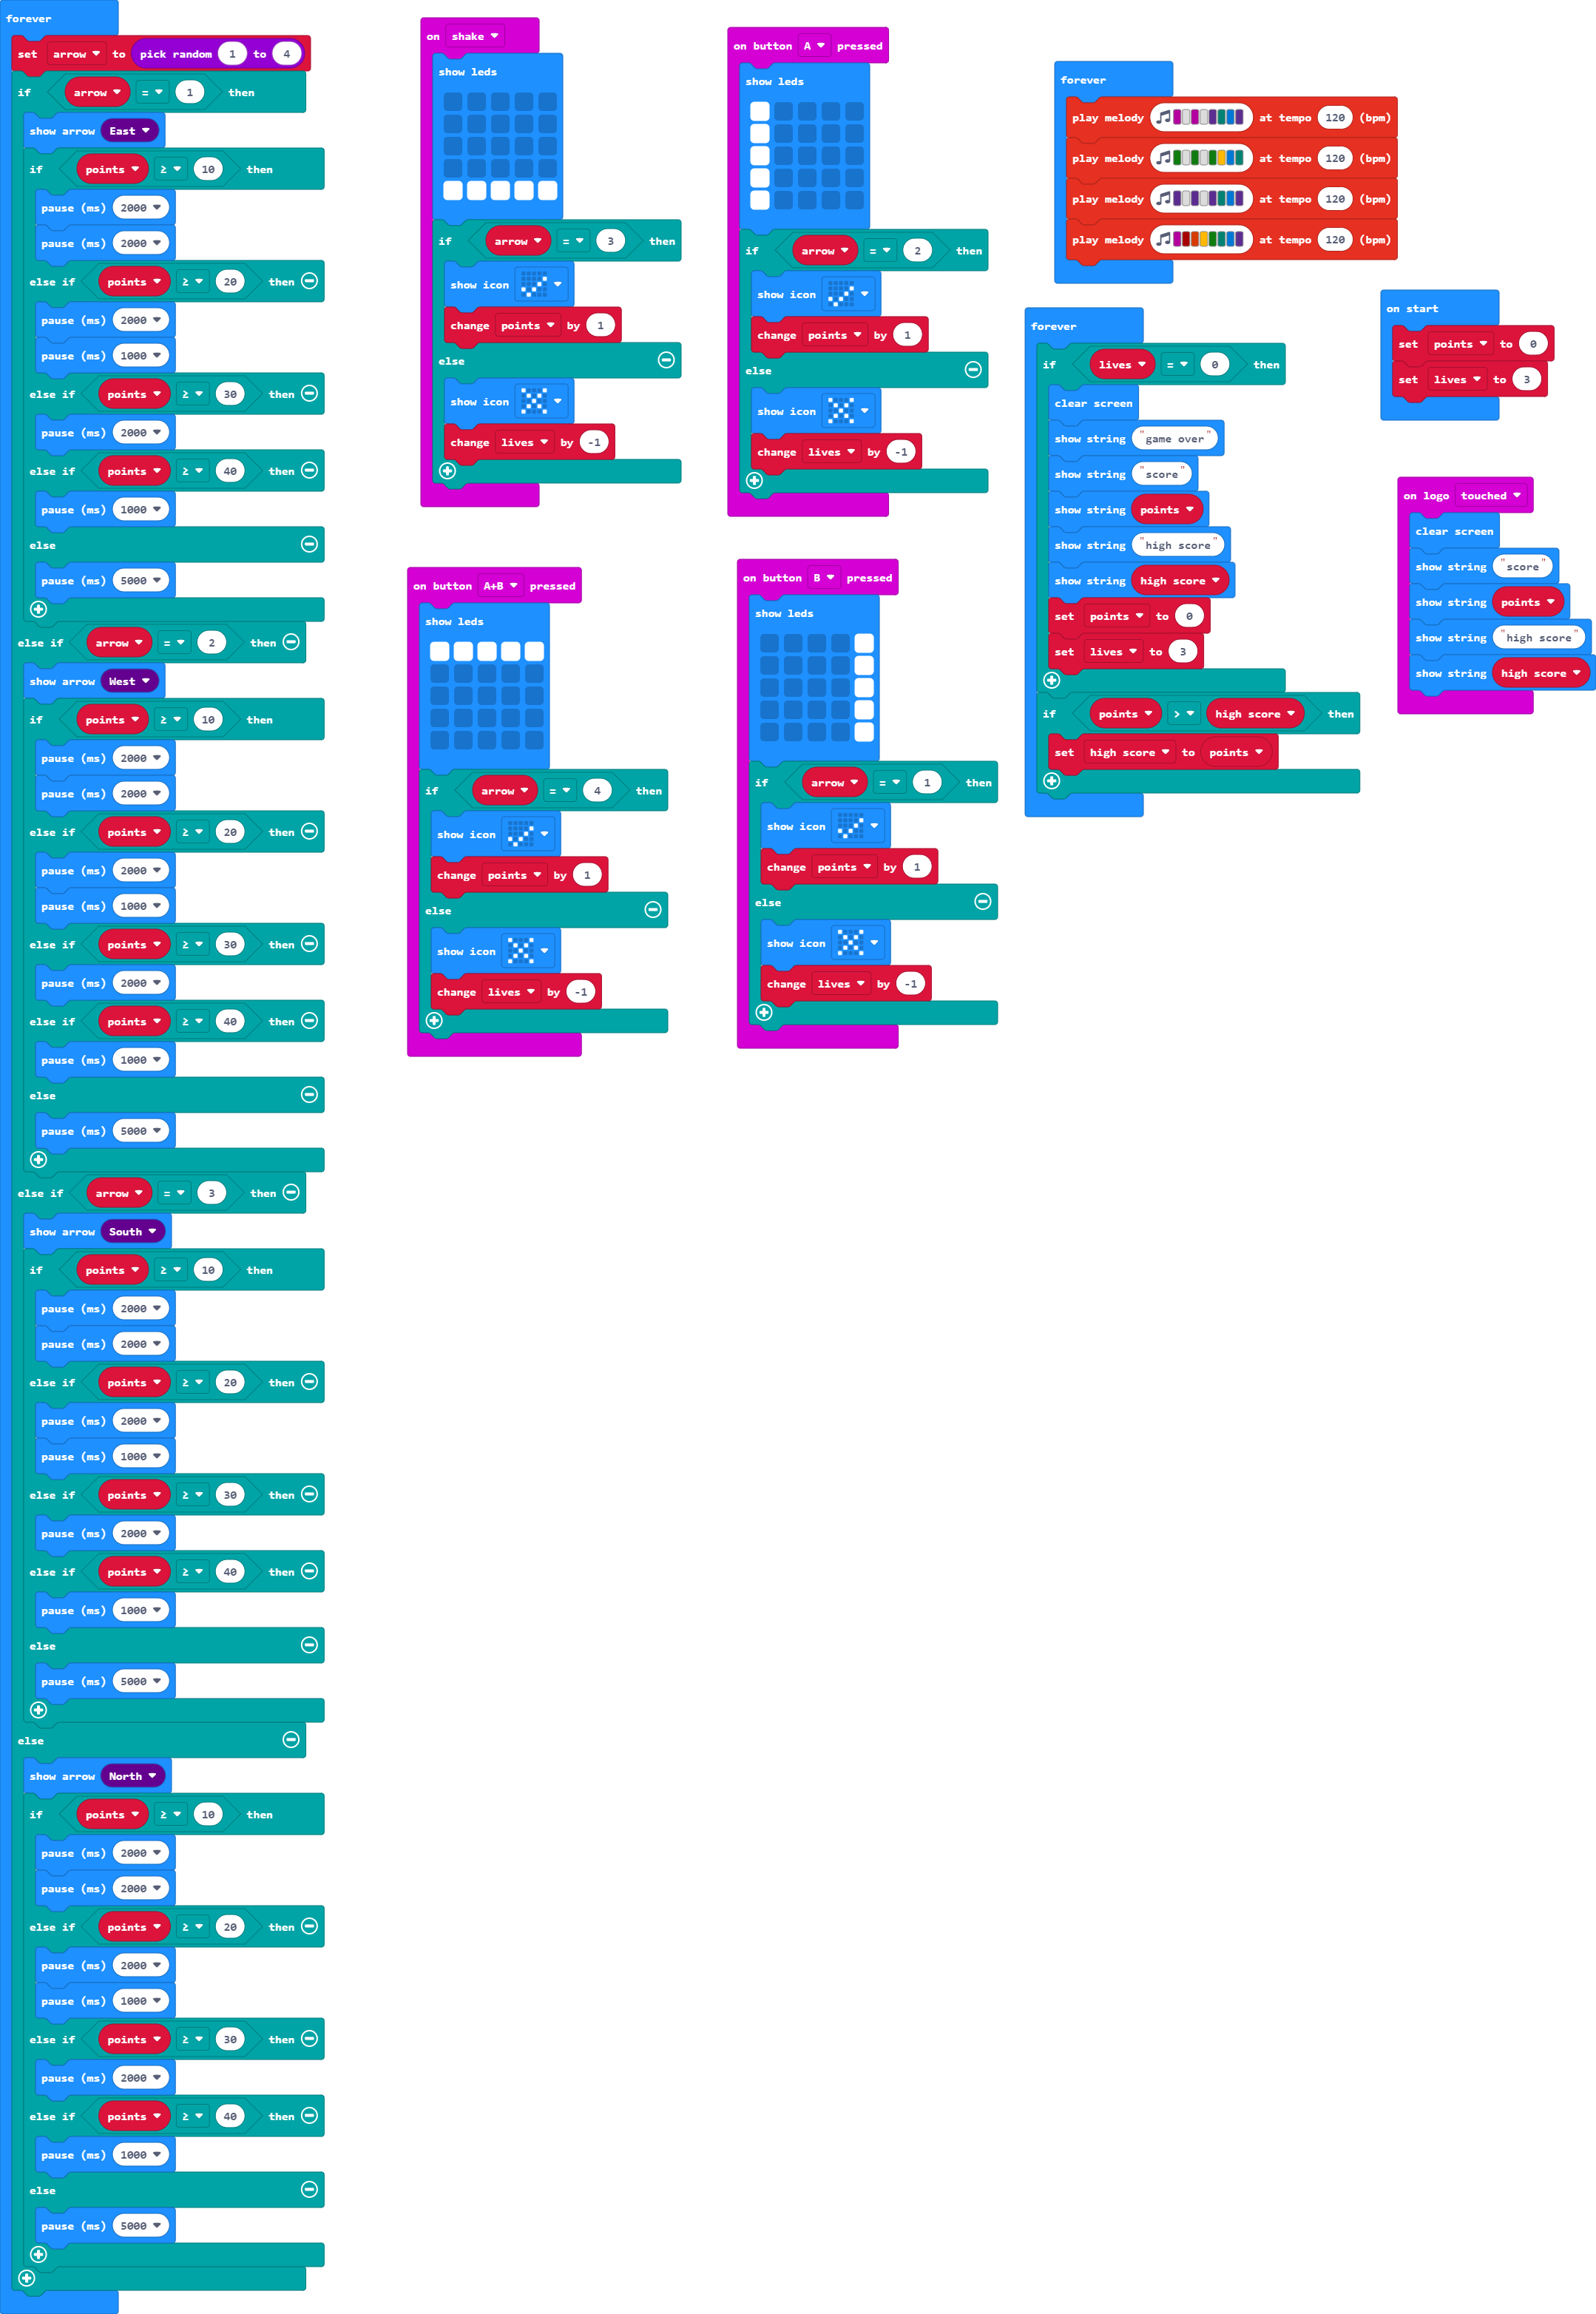 forever
set arrow to pick random 1 to 4
if arrow = 1 then
show arrow East
if points ≥ 10 then
pause (ms) 2000
pause (ms) 2000
else if points ≥ 20 then
pause (ms) 2000
pause (ms) 1000
else if points ≥ 30 then
pause (ms) 2000
else if points ≥ 40 then
pause (ms) 1000
else
pause (ms) 5000
else if arrow = 2 then
show arrow West
if points ≥ 10 then
pause (ms) 2000
pause (ms) 2000
else if points ≥ 20 then
pause (ms) 2000
pause (ms) 1000
else if points ≥ 30 then
pause (ms) 2000
else if points ≥ 40 then
pause (ms) 1000
else
pause (ms) 5000
else if arrow = 3 then
show arrow South
if points ≥ 10 then
pause (ms) 2000
pause (ms) 2000
else if points ≥ 20 then
pause (ms) 2000
pause (ms) 1000
else if points ≥ 30 then
pause (ms) 2000
else if points ≥ 40 then
pause (ms) 1000
else
pause (ms) 5000
else
show arrow North
if points ≥ 10 then
pause (ms) 2000
pause (ms) 2000
else if points ≥ 20 then
pause (ms) 2000
pause (ms) 1000
else if points ≥ 30 then
pause (ms) 2000
else if points ≥ 40 then
pause (ms) 1000
else
pause (ms) 5000
on shake
show leds
if arrow = 3 then
show icon
change points by 1
else
show icon
change lives by -1
on button A+B pressed
show leds
if arrow = 4 then
show icon
change points by 1
else
show icon
change lives by -1
on button A pressed
show leds
if arrow = 2 then
show icon
change points by 1
else
show icon
change lives by -1
on button B pressed
show leds
if arrow = 1 then
show icon
change points by 1
else
show icon
change lives by -1
forever
play melody at tempo 120 (bpm)
play melody at tempo 120 (bpm)
play melody at tempo 120 (bpm)
play melody at tempo 120 (bpm)
forever
if lives = 0 then
clear screen
show string "game over"
show string "score"
show string points
show string "high score"
show string high score
set points to 0
set lives to 3
if points > high score then
set high score to points
on start
set points to 0
set lives to 3
on logo touched
clear screen
show string "score"
show string points
show string "high score"
show string high score